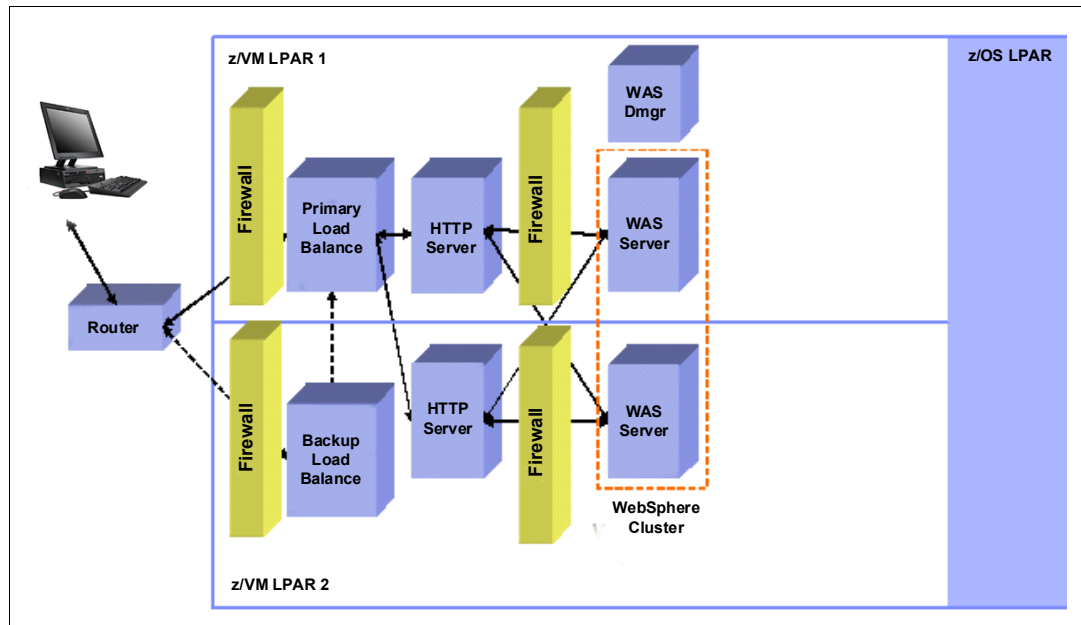 z/VM LPAR 1
z/OS LPAR
WAS
Dmgr
Firewall
Primary
Load
Balance
HTTP
Server
Firewall
WAS
Server
Router
Firewall
Backup
Load
Balance
HTTP
Server
Firewall
WAS
Server
WebSphere
Cluster
z/VM LPAR 2